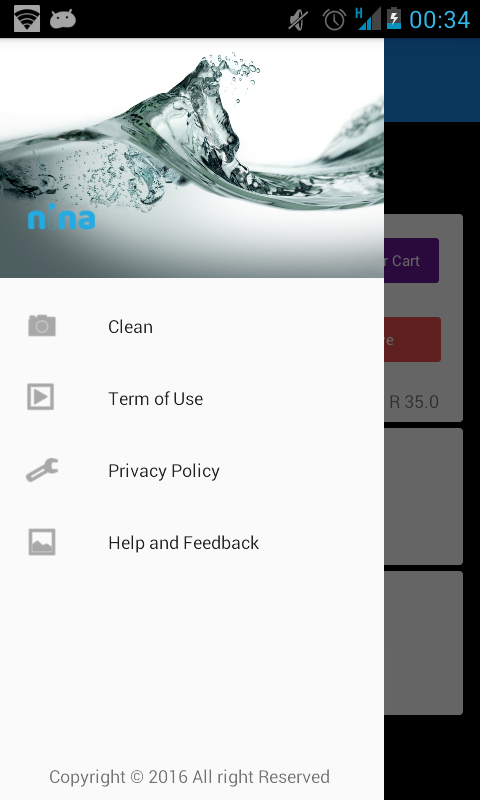 H 00:34
nina
r Cart
Clean
re
Term of Use
R 35.0
Privacy Policy
Help and Feedback
Copyright © 2016 All right Reserved